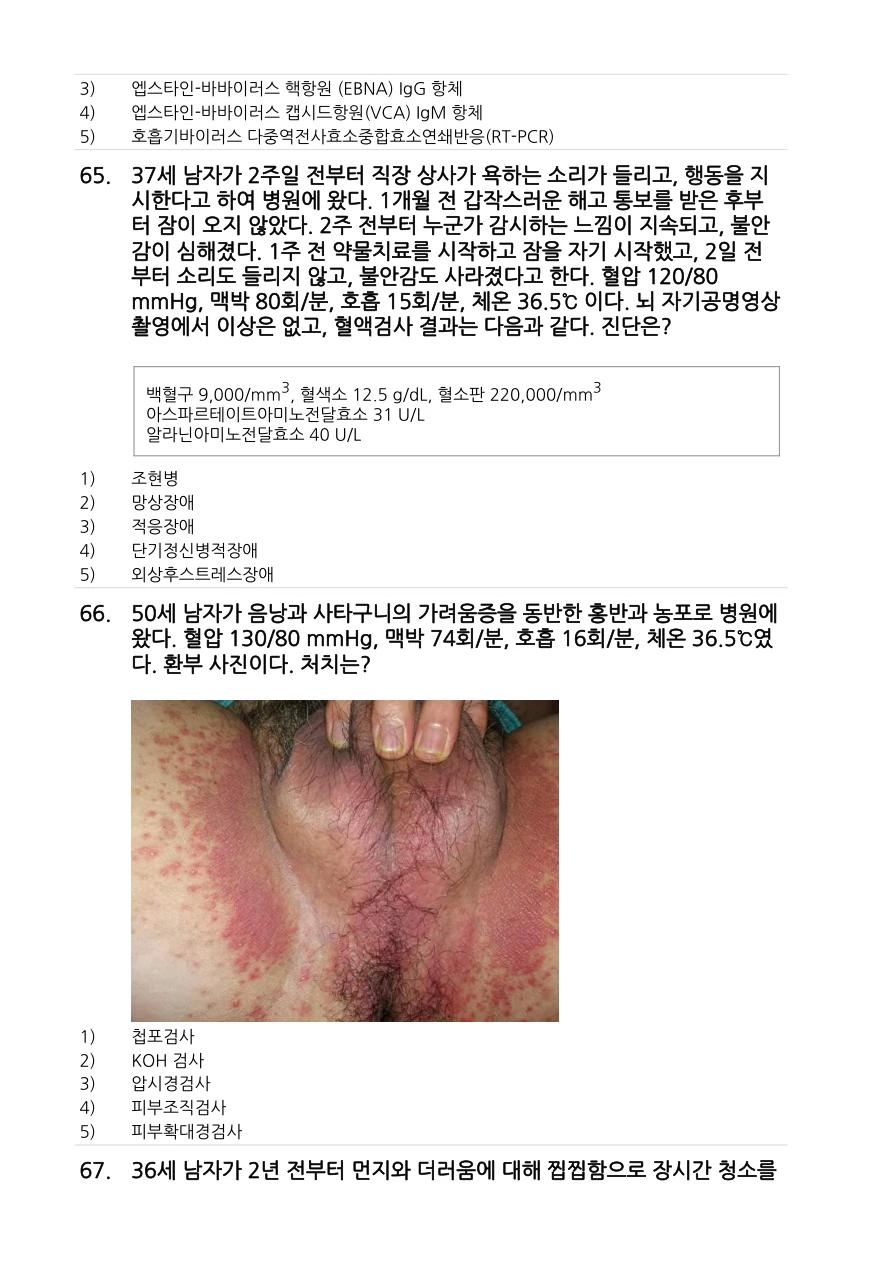 3) 엡스타인-바바이러스 핵항원 (EBNA) IgG 항체
4) 엡스타인-바바이러스 캡시드항원(VCA) IgM 항체
5) 호흡기바이러스 다중역전사효소중합효소연쇄반응(RT-PCR)
65. 37세 남자가 2주일 전부터 직장 상사가 욕하는 소리가 들리고, 행동을 지
시한다고 하여 병원에 왔다. 1개월 전 갑작스러운 해고 통보를 받은 후부
터 잠이 오지 않았다. 2주 전부터 누군가 감시하는 느낌이 지속되고, 불안
감이 심해졌다. 1주 전 약물치료를 시작하고 잠을 자기 시작했고, 2일 전
부터 소리도 들리지 않고, 불안감도 사라졌다고 한다. 혈압 120/80
mmHg, 맥박 80회/분, 호흡 15회/분, 체온 36.5℃ 이다. 뇌 자기공명영상
촬영에서 이상은 없고, 혈액검사 결과는 다음과 같다. 진단은?
백혈구 9,000/mm³, 혈색소 12.5 g/dL, 혈소판 220,000/mm³
아스파르테이트아미노전달효소 31 U/L
알라닌아미노전달효소 40 U/L
1) 조현병
2) 망상장애
3) 적응장애
4) 단기정신병적장애
5) 외상후스트레스장애
66. 50세 남자가 음낭과 사타구니의 가려움증을 동반한 홍반과 농포로 병원에
왔다. 혈압 130/80 mmHg, 맥박 74회/분, 호흡 16회/분, 체온 36.5℃였
다. 환부 사진이다. 처치는?
1) 첩포검사
2) KOH 검사
3) 압시경검사
4) 피부조직검사
5) 피부확대경검사
67. 36세 남자가 2년 전부터 먼지와 더러움에 대해 찝찝함으로 장시간 청소를